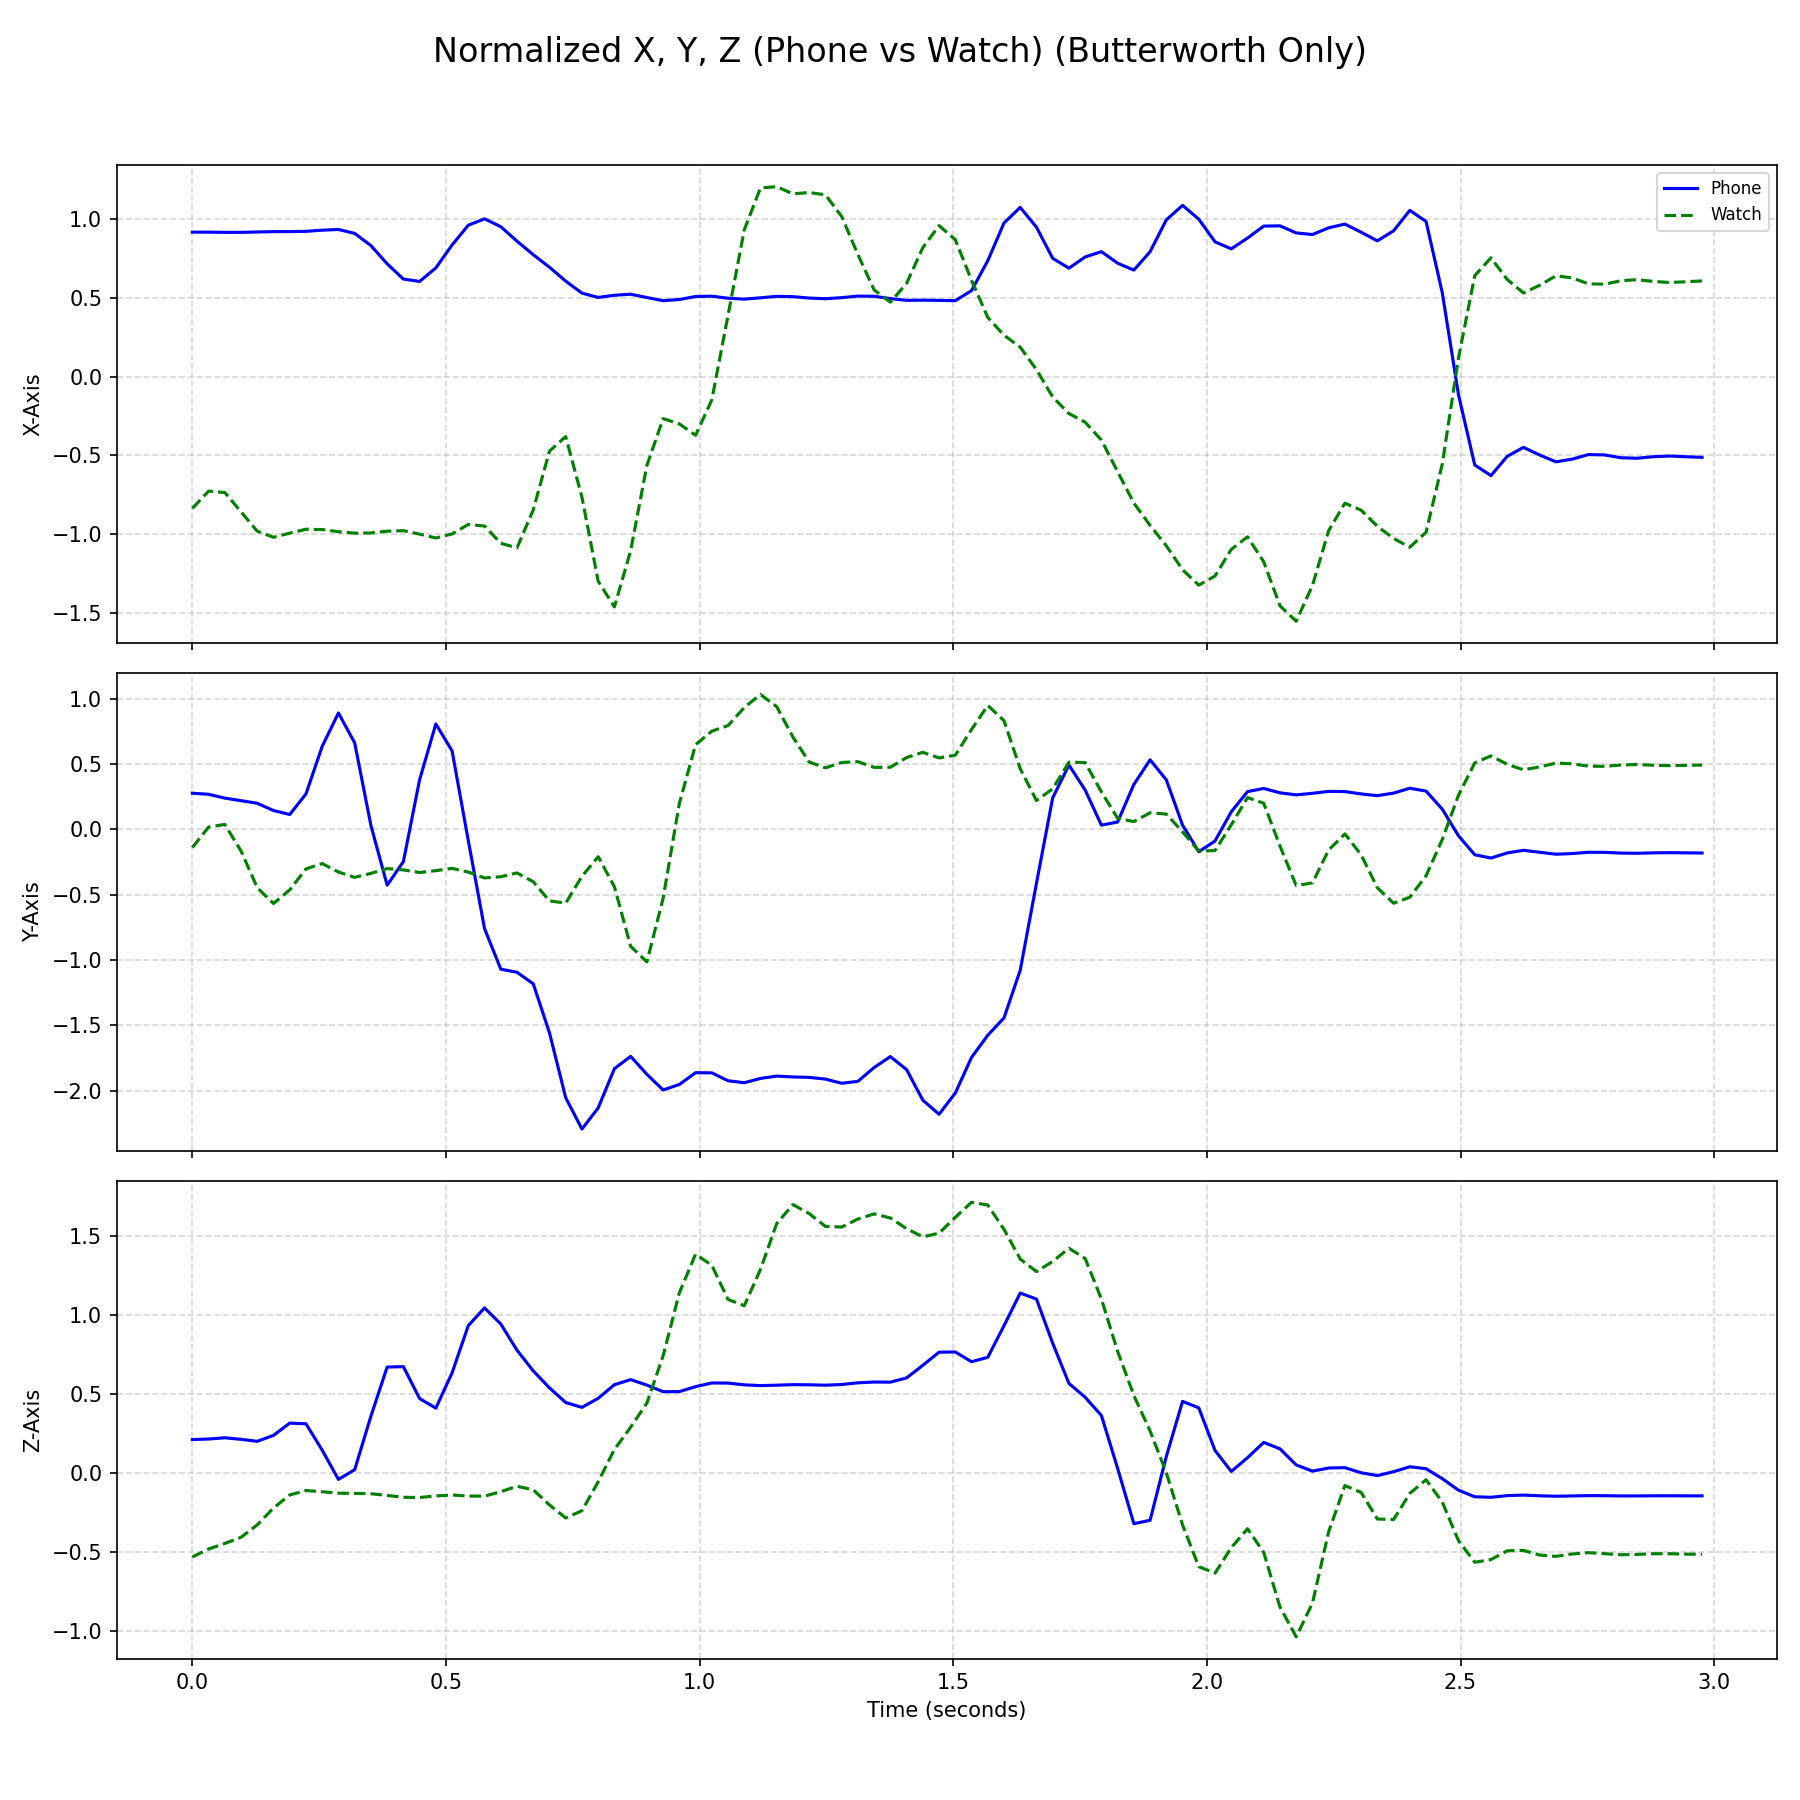 Normalized X, Y, Z (Phone vs Watch) (Butterworth Only)
Phone
Watch
X-Axis
1.0
0.5
0.0
−0.5
−1.0
−1.5
Y-Axis
1.0
0.5
0.0
−0.5
−1.0
−1.5
−2.0
Z-Axis
1.5
1.0
0.5
0.0
−0.5
−1.0
0.0 0.5 1.0 1.5 2.0 2.5 3.0
Time (seconds)